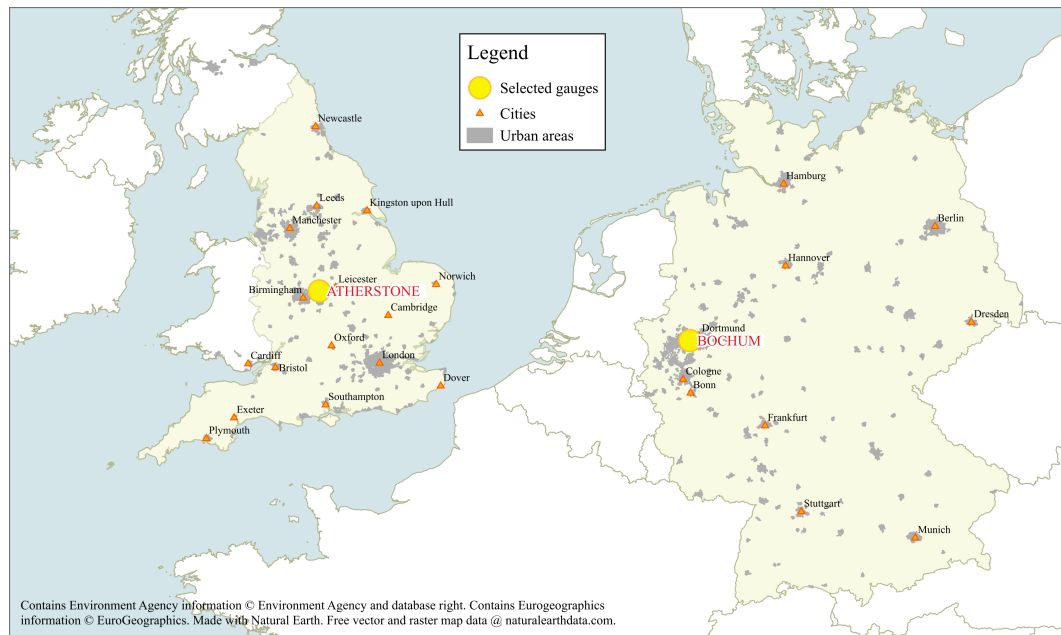 Legend
Selected gauges
Cities
Urban areas
Newcastle
Leeds
Kingston upon Hull
Manchester
Leicester
Norwich
Birmingham
ATHERSTONE
Cambridge
Oxford
London
Cardiff
Bristol
Dover
Southampton
Exeter
Plymouth
Hamburg
Berlin
Hannover
Dresden
Dortmund
BOCHUM
Cologne
Bonn
Frankfurt
Stuttgart
Munich
Contains Environment Agency information © Environment Agency and database right. Contains Eurogeographics
information © EuroGeographics. Made with Natural Earth. Free vector and raster map data @ naturalearthdata.com.